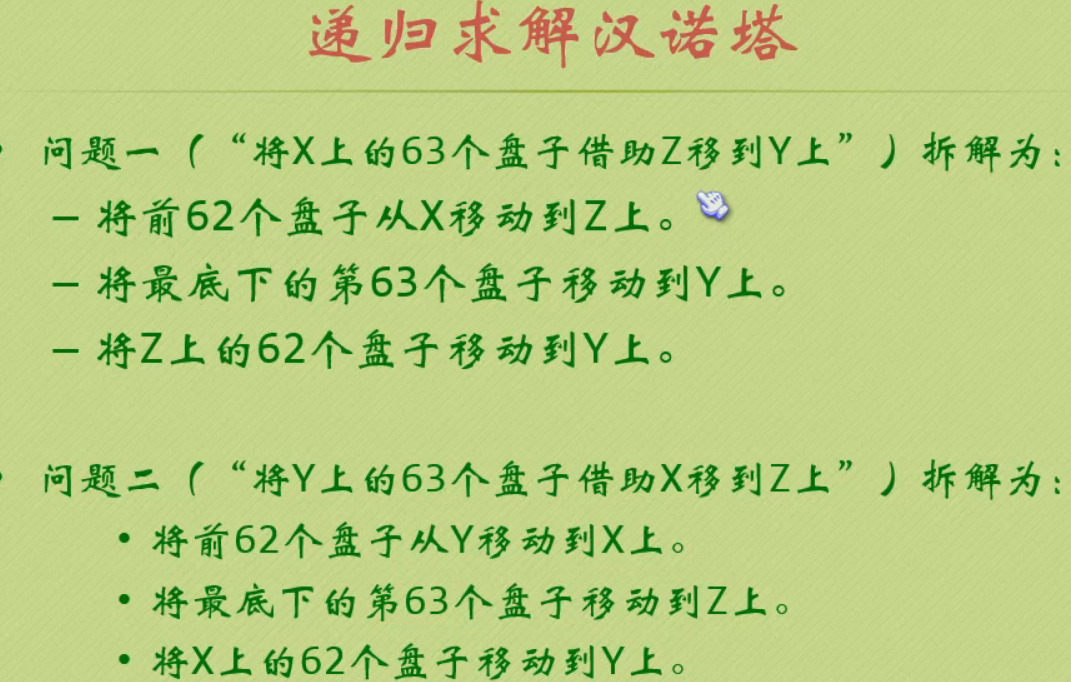 递归求解汉诺塔
问题一（“将X上的63个盘子借助Z移到Y上”）拆解为：
– 将前62个盘子从X移动到Z上。
– 将最底下的第63个盘子移动到Y上。
– 将Z上的62个盘子移动到Y上。
问题二（“将Y上的63个盘子借助X移到Z上”）拆解为：
• 将前62个盘子从Y移动到X上。
• 将最底下的第63个盘子移动到Z上。
• 将X上的62个盘子移动到Y上。